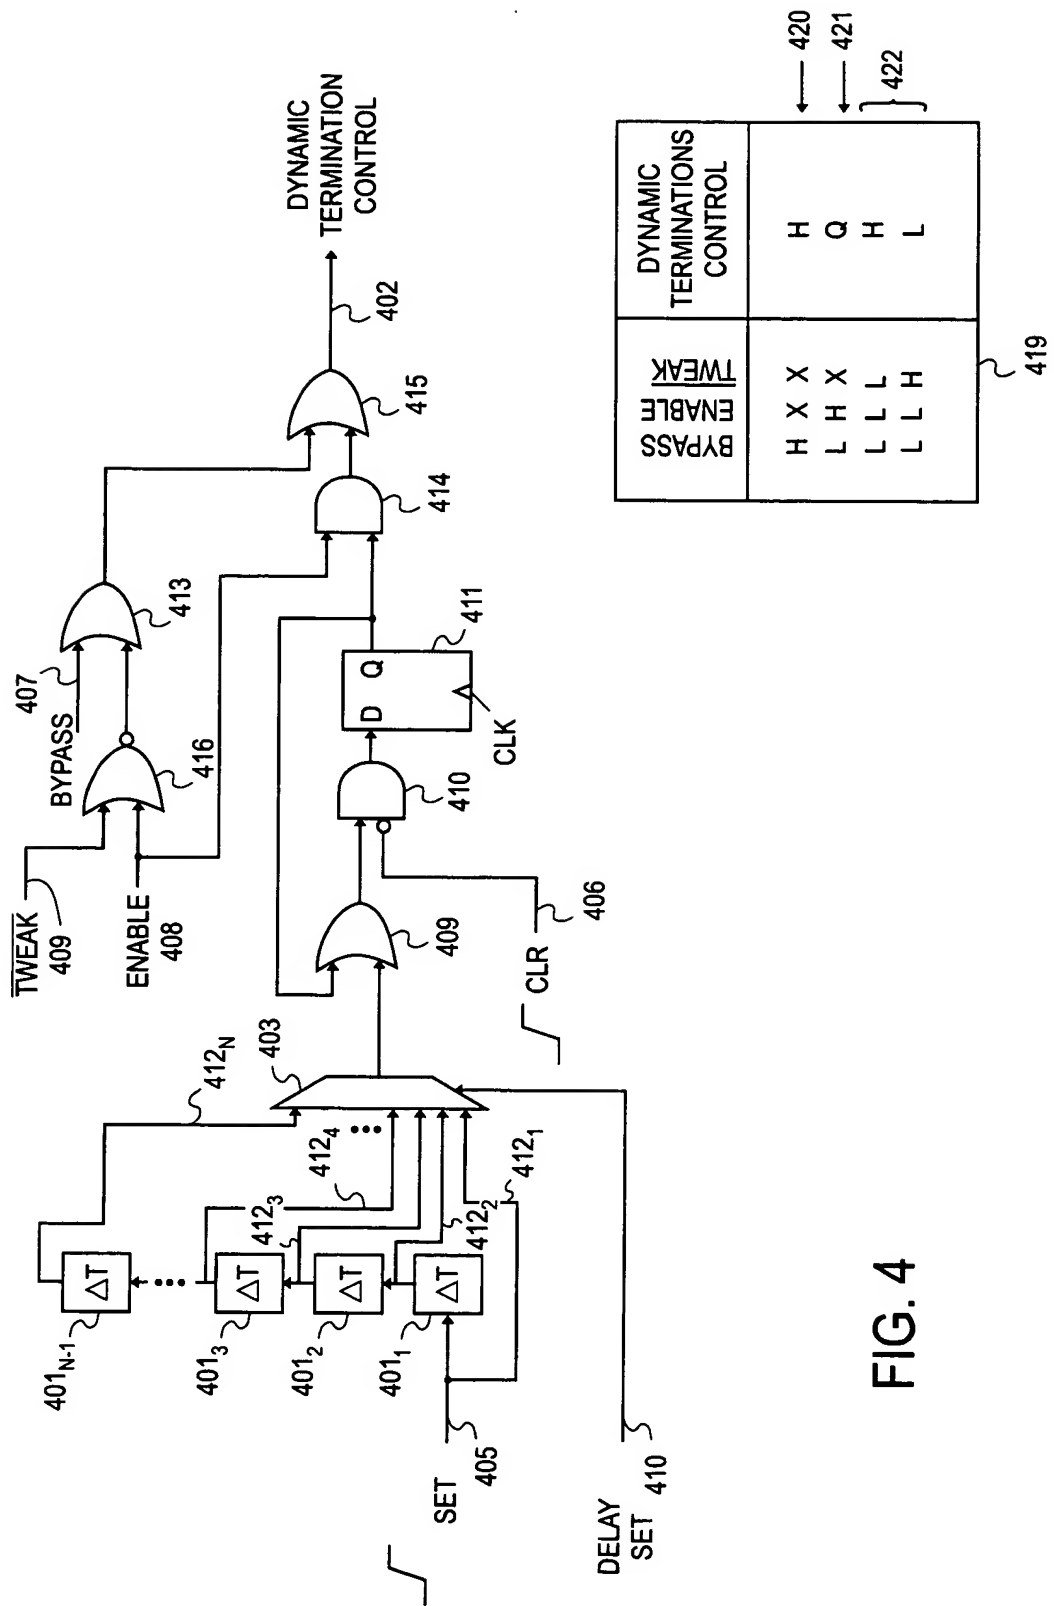 TWEAK
409
ENABLE
408
BYPASS
407
416
413
DYNAMIC
TERMINATION
CONTROL
402
415
414
D Q
411
CLK
410
409
CLR
406
403
412N
4124
4123
4122
4121
ΔT
401N-1
ΔT
4013
ΔT
4012
ΔT
4011
SET
405
DELAY
SET
410
BYPASS ENABLE TWEAK DYNAMIC
TERMINATIONS
CONTROL
H X X H 420
L H X Q 421
L L L H 422
L L H L
419
FIG. 4